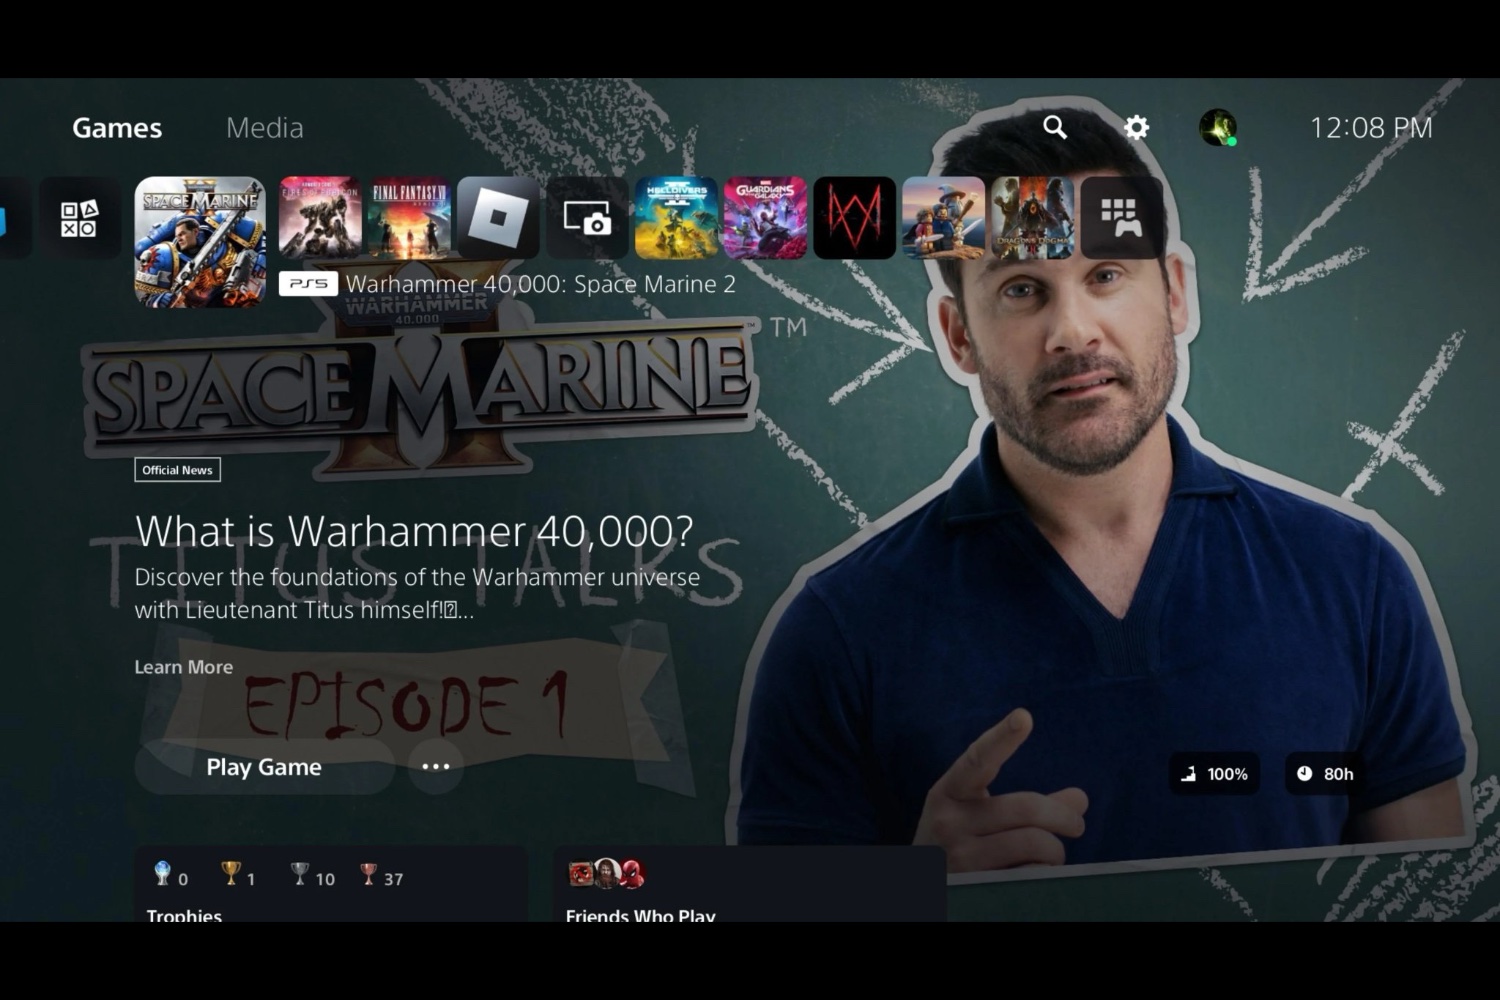 Games
Media
12:08 PM
SPACE MARINE
FINAL FANTASY VII
HELLDIVERS
MARVEL
GUARDIANS
GALAXY
DRAGON'S DOGMA
PS5
Warhammer 40,000: Space Marine 2
WARHAMMER
40,000
SPACE MARINE
II
TM
Official News
What is Warhammer 40,000?
TITUS TALKS
Discover the foundations of the Warhammer universe
with Lieutenant Titus himself!...
Learn More
EPISODE 1
Play Game
100%
80h
0
1
10
37
Trophies
Friends Who Play